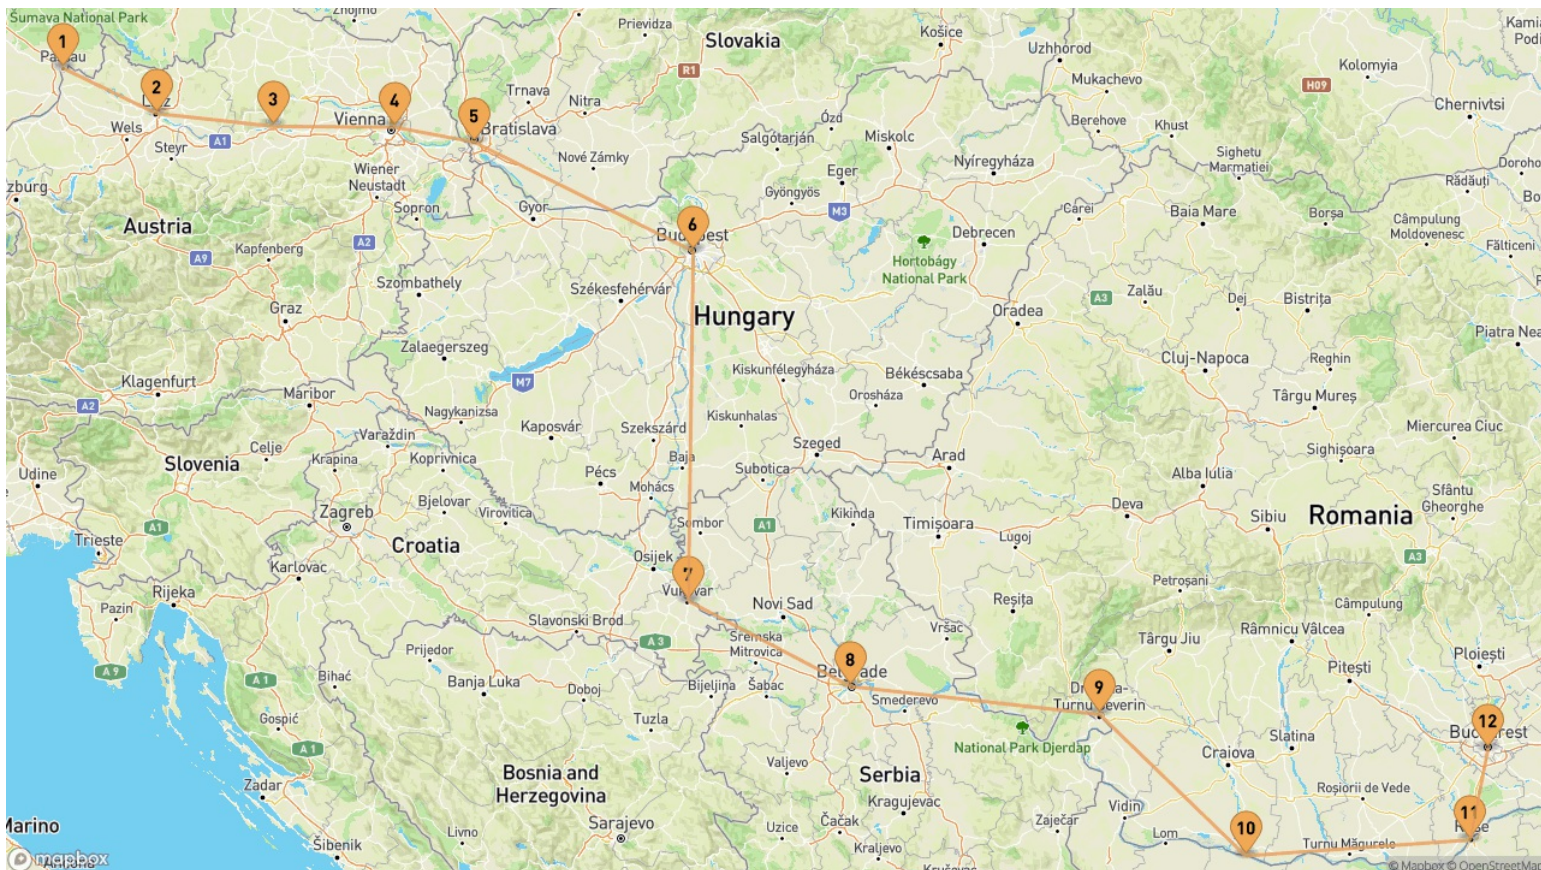 Šumava National Park
Znojmo
Prievidza
Slovakia
Košice
Uzhhorod
Kolomyia
1
R1
Mukachevo
H09
Trnava
Nitra
Chernivtsi
2
3
4
5
Wels
A1
Vienna
Bratislava
Ózd
Miskolc
Berehove
Khust
Salgótarján
Steyr
Nové Zámky
Nyíregyháza
Sighetu
Marmației
Wiener
Neustadt
Eger
Rădăuți
Gyöngyös
Sopron
Gyor
M3
Carei
Baia Mare
Borșa
Câmpulung
Moldovenesc
Austria
6
Debrecen
Fălticeni
A2
Kapfenberg
A9
Hortobágy
National Park
Szombathely
Székesfehérvár
A3
Zalău
Dej
Bistrița
Graz
Hungary
Oradea
Zalaegerszeg
Cluj-Napoca
Reghin
Kiskunfélegyháza
Békéscsaba
Klagenfurt
M7
Orosháza
Târgu Mureș
A2
Maribor
Nagykanizsa
Kiskunhalas
Kaposvár
Szekszárd
Miercurea Ciuc
Varaždin
Szeged
Celje
Krapina
Koprivnica
Baja
Arad
Sighișoara
Slovenia
Subotica
Udine
Pécs
Alba Iulia
Mohács
Sfântu
Gheorghe
Bjelovar
Deva
Zagreb
Virovitica
Sombor
A1
Kikinda
Timișoara
Sibiu
Romania
A1
Trieste
Croatia
Lugoj
Osijek
A3
Karlovac
7
Petroșani
Rijeka
Vukovar
Pazin
Novi Sad
Reșița
Câmpulung
Slavonski Brod
Vršac
Râmnicu Vâlcea
A3
Sremska
Mitrovica
Târgu Jiu
Prijedor
Ploiești
A9
8
A1
Bihać
Belgrade
Pitești
Banja Luka
Doboj
Bijeljina
Šabac
9
Smederevo
Gospić
Tuzla
12
A1
National Park Djerdap
Slatina
Craiova
Valjevo
Bosnia and
Herzegovina
Serbia
Zadar
Roșiorii de Vede
Kragujevac
Vidin
11
Livno
Uzice
Čačak
Zaječar
10
Lom
Sarajevo
Šibenik
Kraljevo
Turnu Măgurele
mapbox
© Mapbox © OpenStreetMap